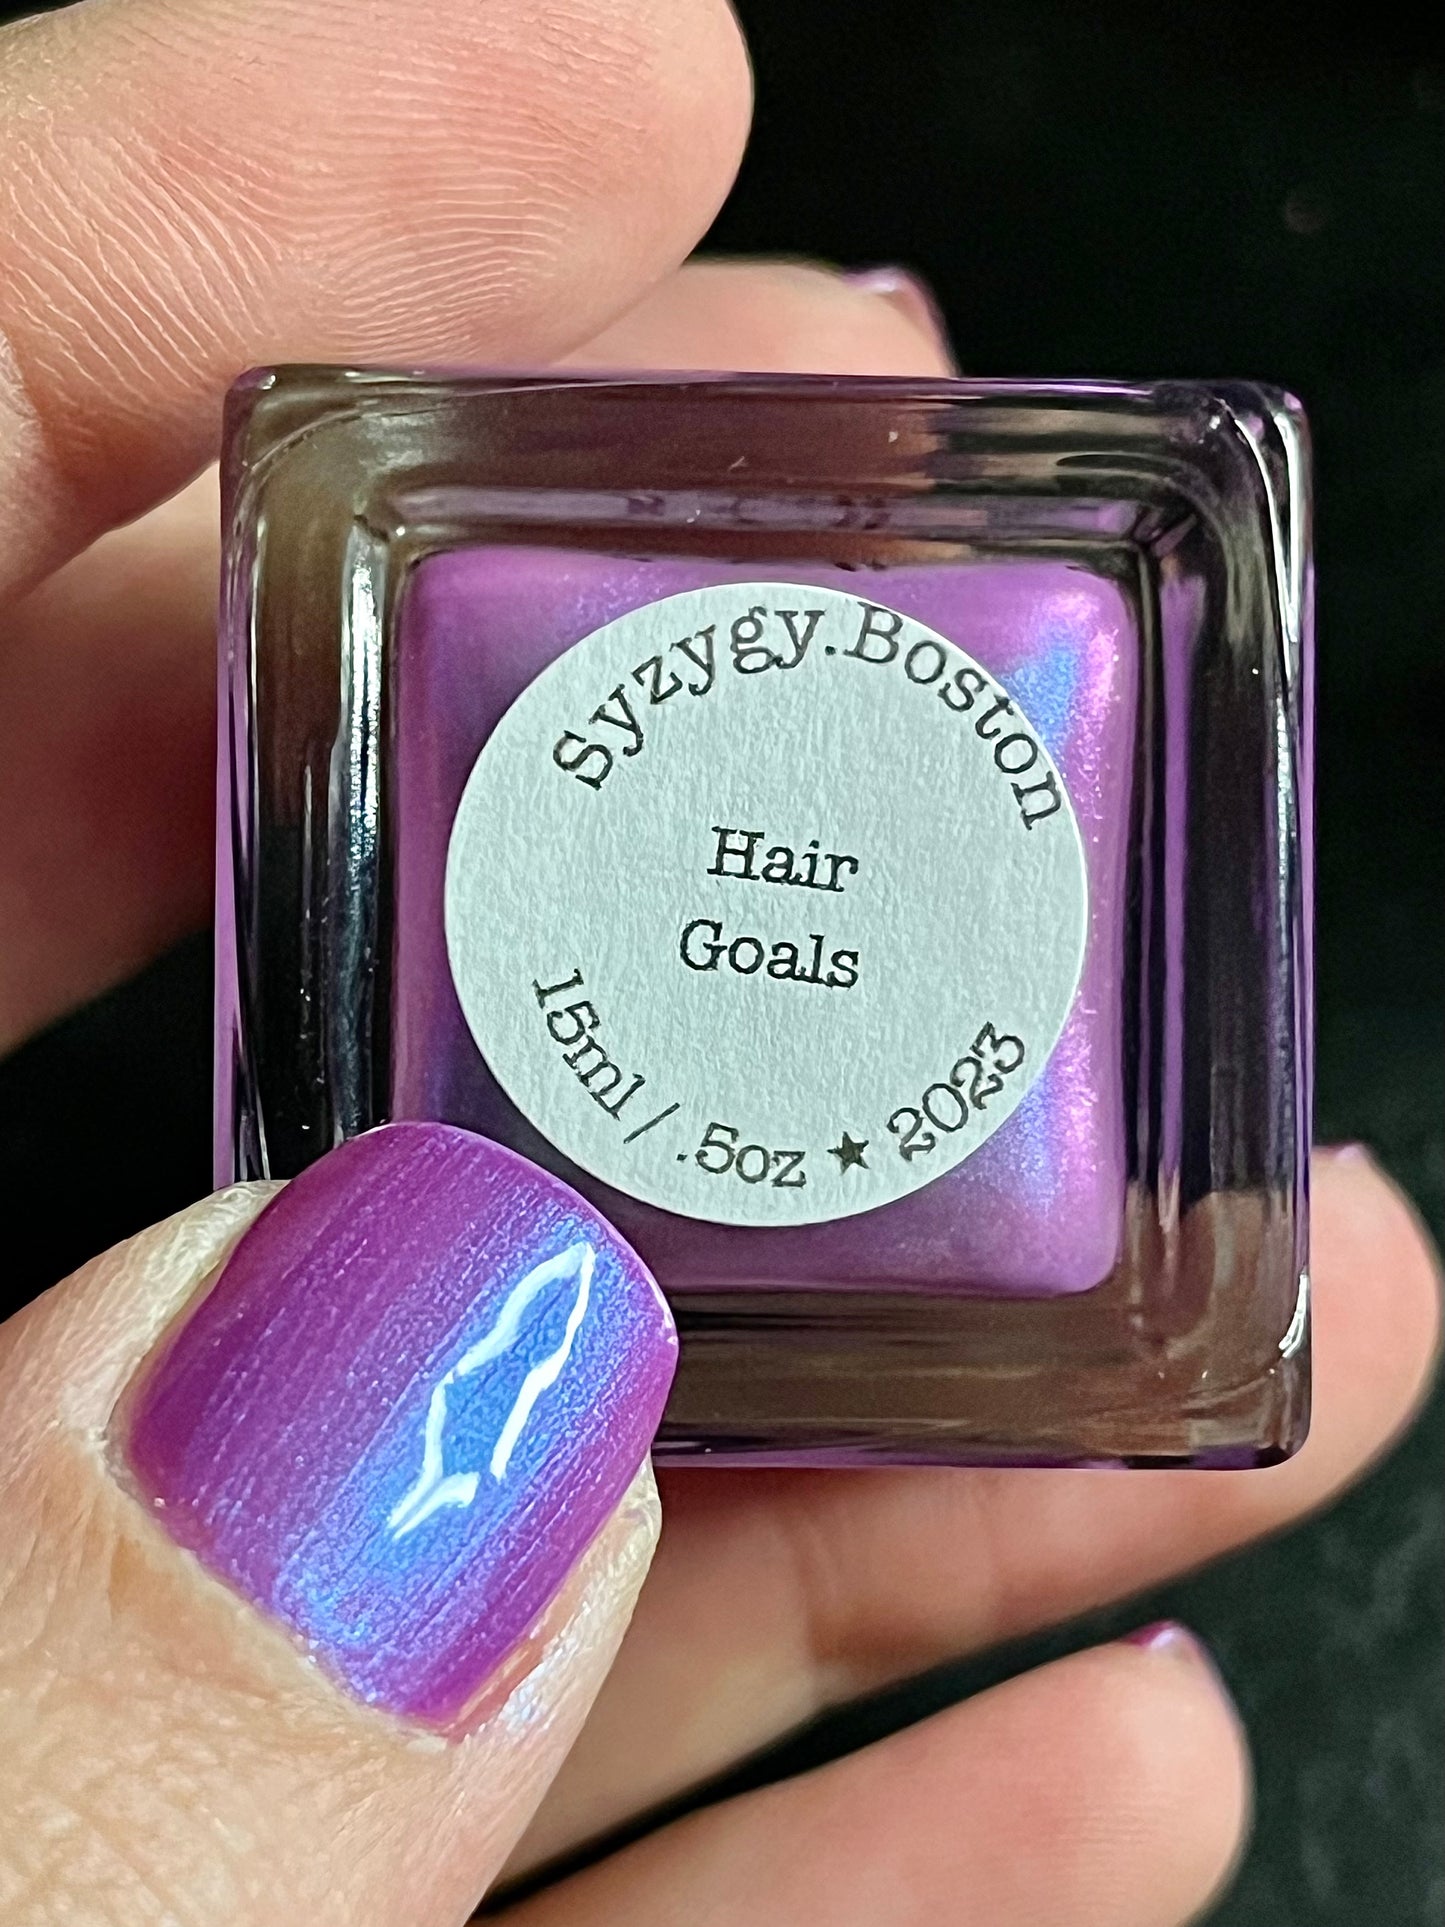 Syzygy.Boston
Hair
Goals
15ml / .5oz ★ 2023